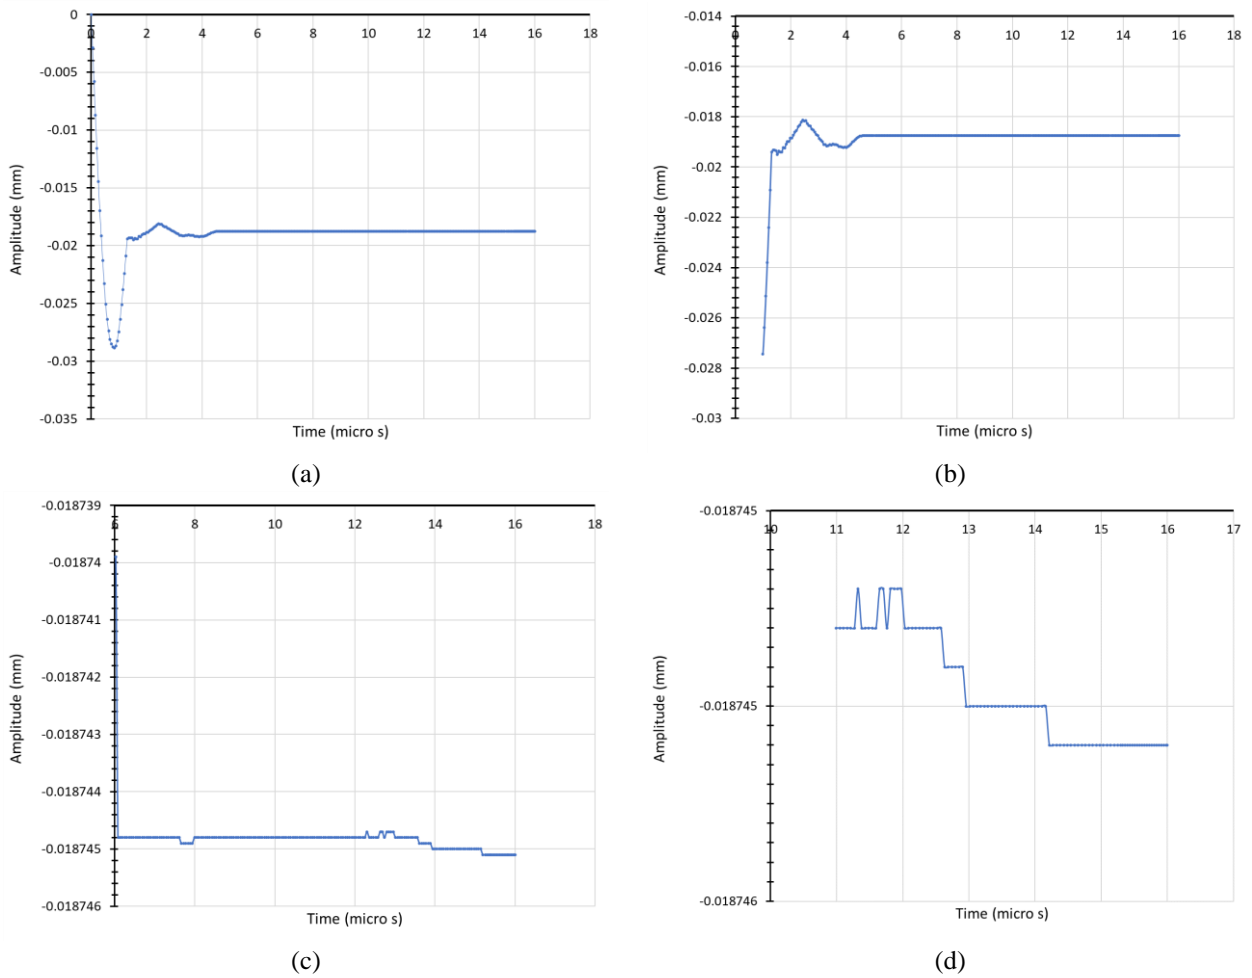 0
0 2 4 6 8 10 12 14 16 18
-0.005
-0.01
-0.015
-0.02
-0.025
-0.03
-0.035
Amplitude (mm)
Time (micro s)
(a)
-0.014
0 2 4 6 8 10 12 14 16 18
-0.016
-0.018
-0.02
-0.022
-0.024
-0.026
-0.028
-0.03
Amplitude (mm)
Time (micro s)
(b)
-0.018739
6 8 10 12 14 16 18
-0.01874
-0.018741
-0.018742
-0.018743
-0.018744
-0.018745
-0.018746
Amplitude (mm)
Time (micro s)
(c)
-0.018745
10 11 12 13 14 15 16 17
-0.018745
-0.018746
Amplitude (mm)
Time (micro s)
(d)